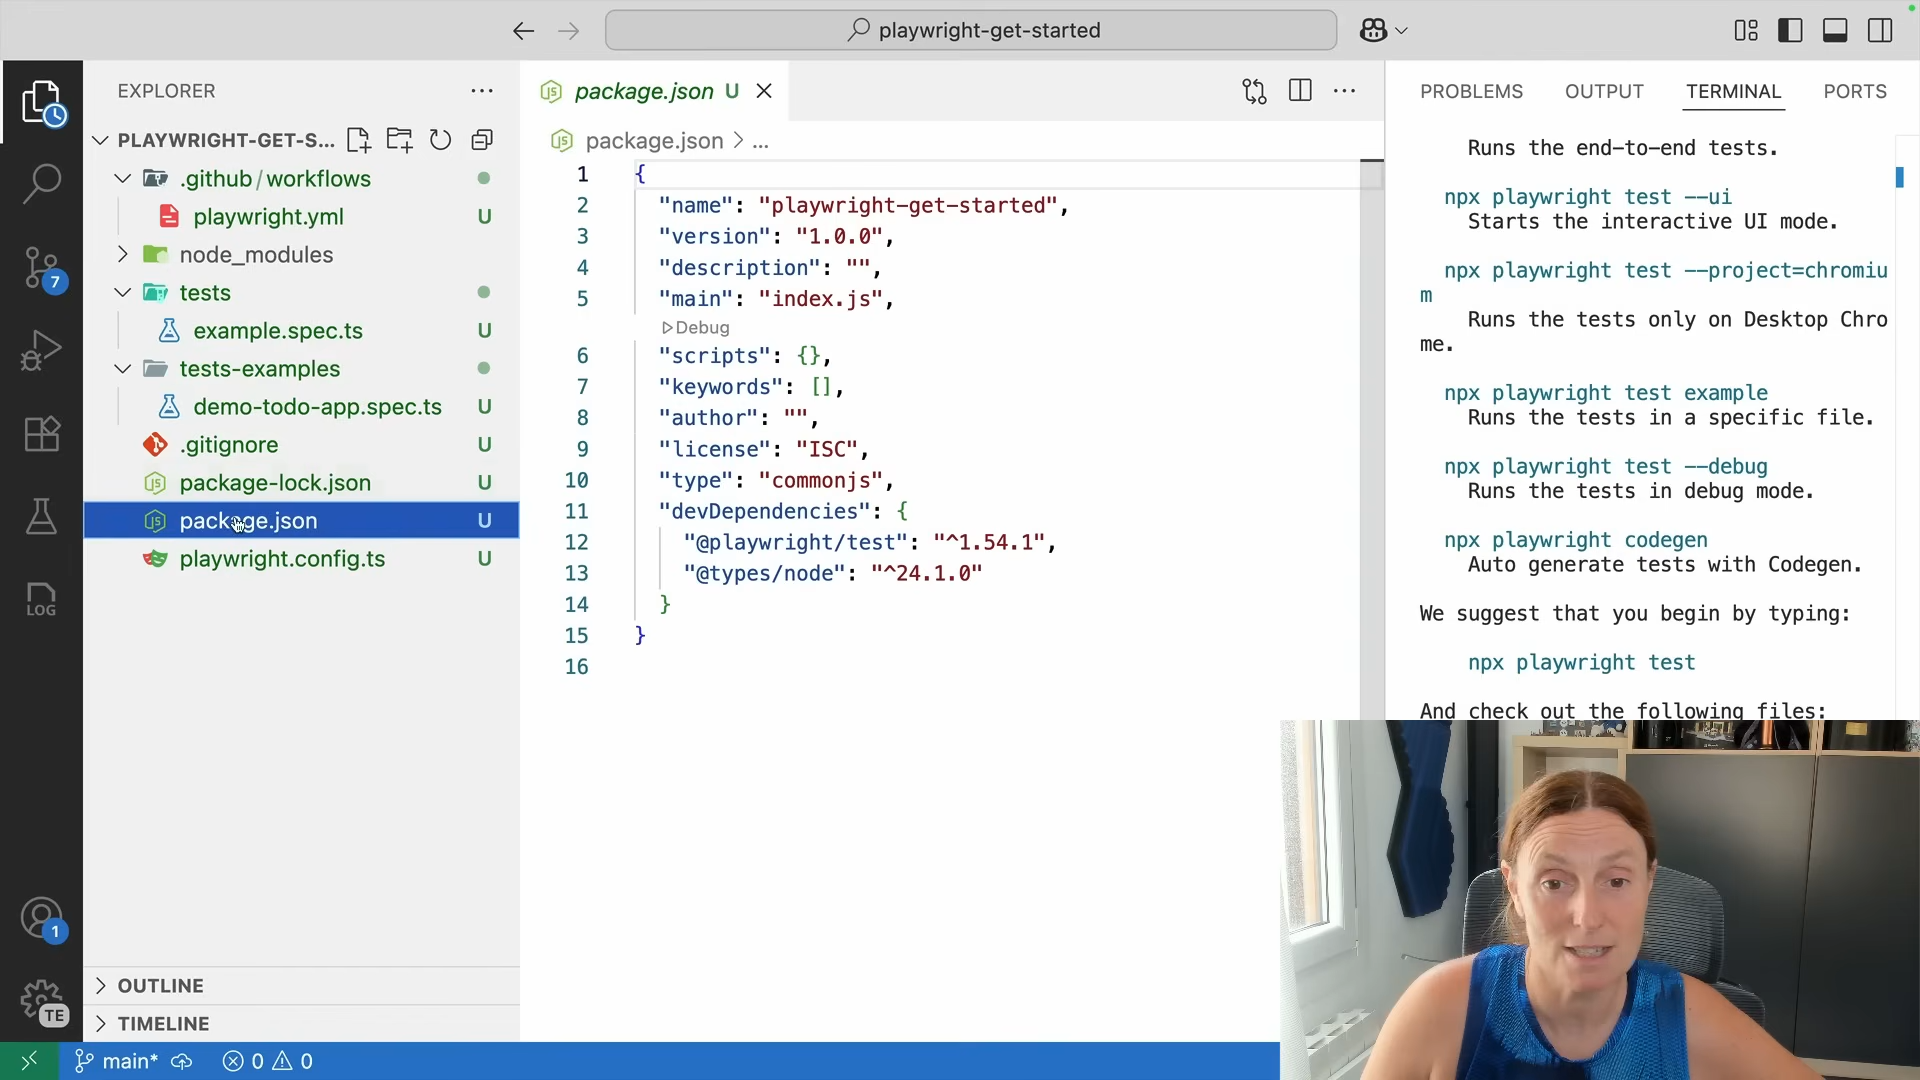 playwright-get-started
EXPLORER
PLAYWRIGHT-GET-S...
.github/workflows
playwright.yml U
node_modules
tests
example.spec.ts U
tests-examples
demo-todo-app.spec.ts U
.gitignore U
package-lock.json U
package.json U
playwright.config.ts U
OUTLINE
TIMELINE
7
LOG
1
TE
main*
0
0
package.json U
package.json > ...
1 {
2 "name": "playwright-get-started",
3 "version": "1.0.0",
4 "description": "",
5 "main": "index.js",
Debug
6 "scripts": {},
7 "keywords": [],
8 "author": "",
9 "license": "ISC",
10 "type": "commonjs",
11 "devDependencies": {
12 "@playwright/test": "^1.54.1",
13 "@types/node": "^24.1.0"
14 }
15 }
16
PROBLEMS OUTPUT TERMINAL PORTS
Runs the end-to-end tests.
npx playwright test --ui
Starts the interactive UI mode.
npx playwright test --project=chromiu
m
Runs the tests only on Desktop Chro
me.
npx playwright test example
Runs the tests in a specific file.
npx playwright test --debug
Runs the tests in debug mode.
npx playwright codegen
Auto generate tests with Codegen.
We suggest that you begin by typing:
npx playwright test
And check out the following files: